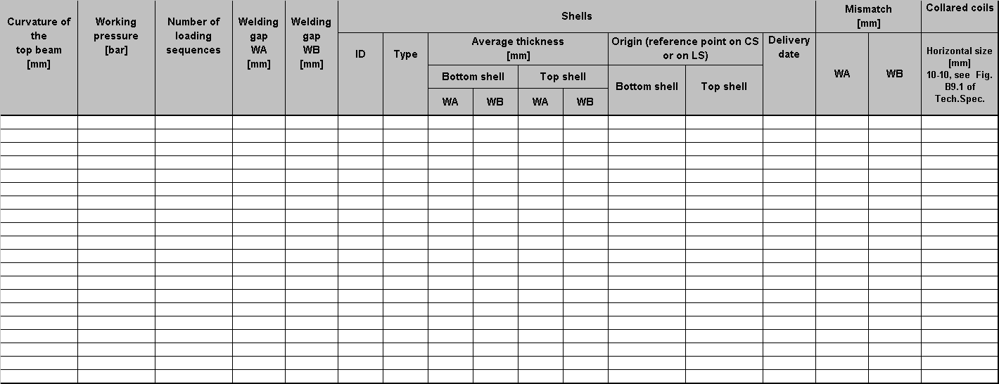 Curvature of
the
top beam
[mm]
Working
pressure
[bar]
Number of
loading
sequences
Welding
gap
WA
[mm]
Welding
gap
WB
[mm]
Shells
ID
Type
Average thickness
[mm]
Bottom shell
Top shell
WA
WB
WA
WB
Origin (reference point on CS
or on LS)
Bottom shell
Top shell
Delivery
date
Mismatch
[mm]
WA
WB
Collared coils
Horizontal size
[mm]
10-10, see Fig.
B9.1 of
Tech.Spec.